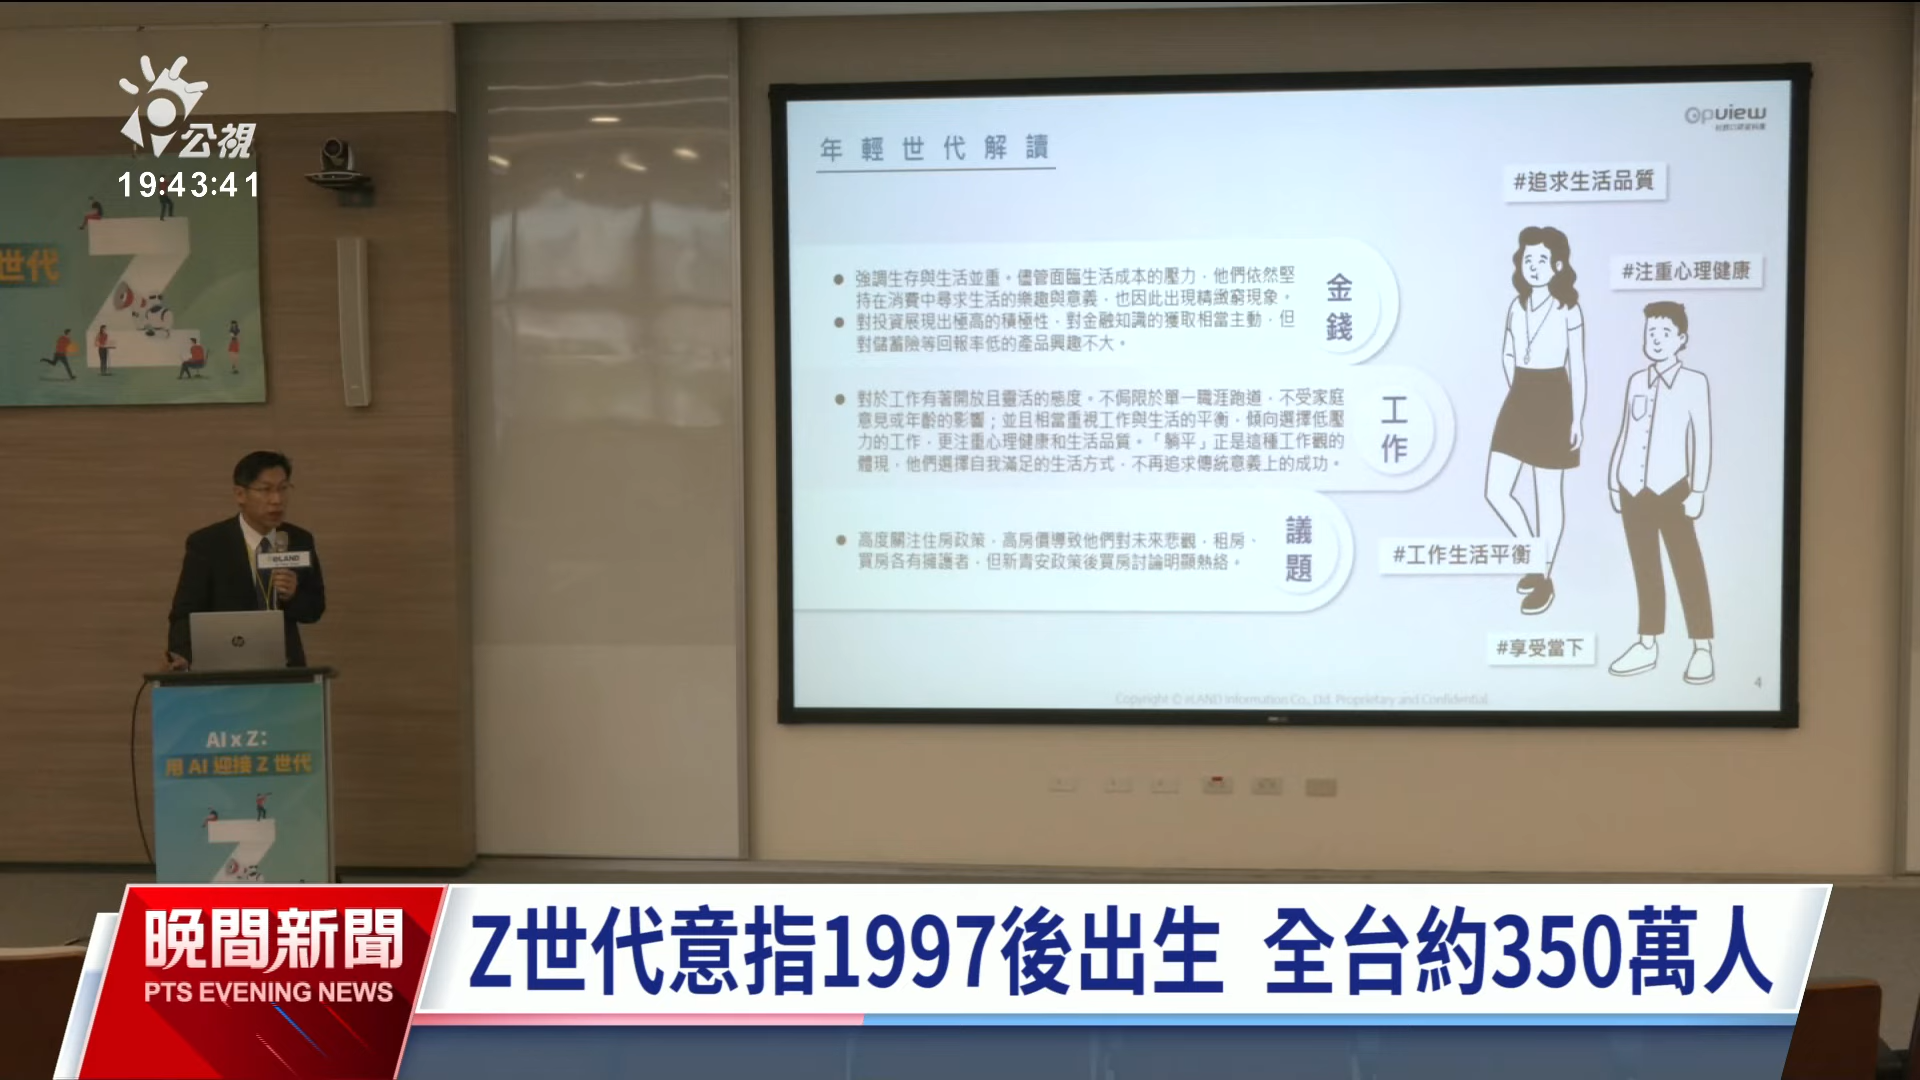 公視
19:43:41
世代
Z
Opview
年輕世代解讀
#追求生活品質
#注重心理健康
強調生存與生活並重。儘管面臨生活成本的壓力，他們依然堅
持在消費中尋求生活的樂趣與意義，也因此出現精緻窮現象。
對投資展現出極高的積極性，對金融知識的獲取相當主動，但
對儲蓄險等回報率低的產品興趣不大。
金錢
對於工作有著開放且靈活的態度。不侷限於單一職涯跑道，不受家庭
意見或年齡的影響；並且相當重視工作與生活的平衡，傾向選擇低壓
力的工作，更注重心理健康和生活品質。「躺平」正是這種工作觀的
體現，他們選擇自我滿足的生活方式，不再追求傳統意義上的成功。
工作
高度關注住房政策，高房價導致他們對未來悲觀，租房、
買房各有擁護者，但新青安政策後買房討論明顯熱絡。
議題
#工作生活平衡
#享受當下
4
Copyright © eLAND Information Co., Ltd. Proprietary and Confidential.
eLAND
hp
AI x Z：
用 AI 迎接 Z 世代
Z
晚間新聞
PTS EVENING NEWS
Z世代意指1997後出生 全台約350萬人